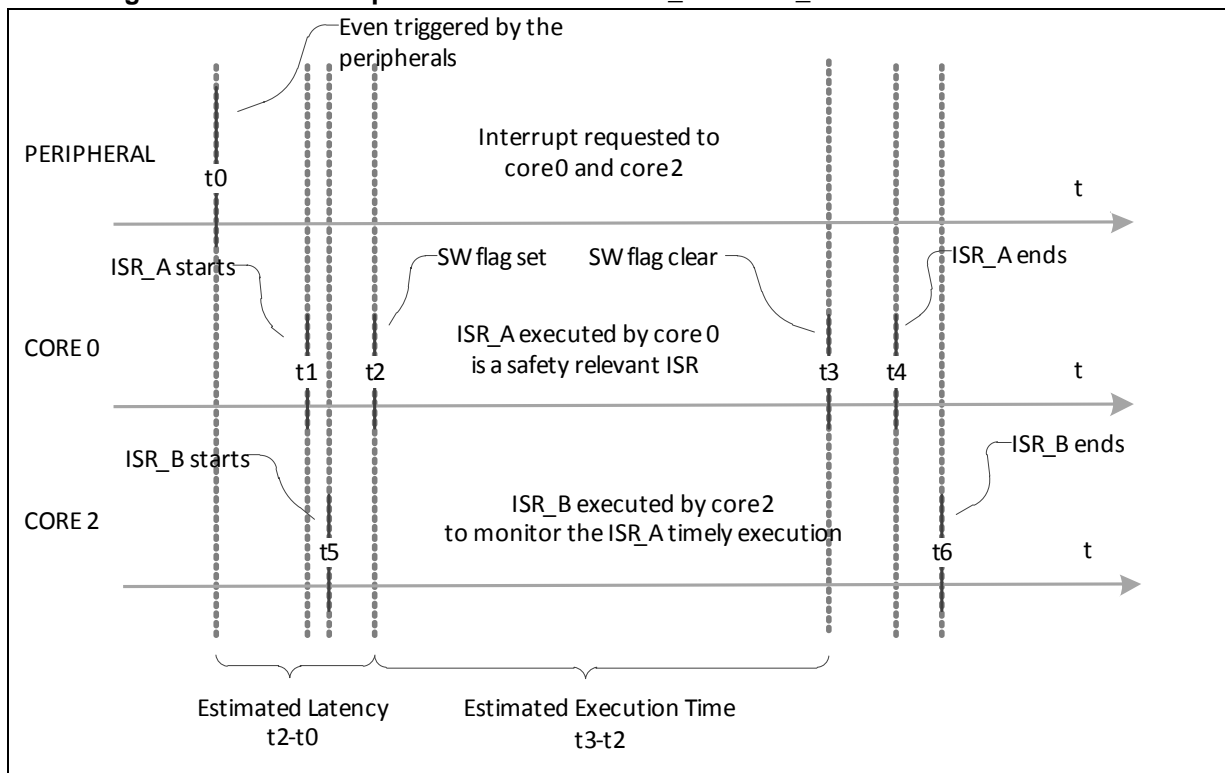 Even triggered by the
peripherals
PERIPHERAL
Interrupt requested to
core0 and core2
t0
t
ISR_A starts
SW flag set
SW flag clear
ISR_A ends
CORE 0
ISR_A executed by core 0
is a safety relevant ISR
t1
t2
t3
t4
t
ISR_B starts
ISR_B ends
CORE 2
ISR_B executed by core2
to monitor the ISR_A timely execution
t5
t6
t
Estimated Latency
t2-t0
Estimated Execution Time
t3-t2